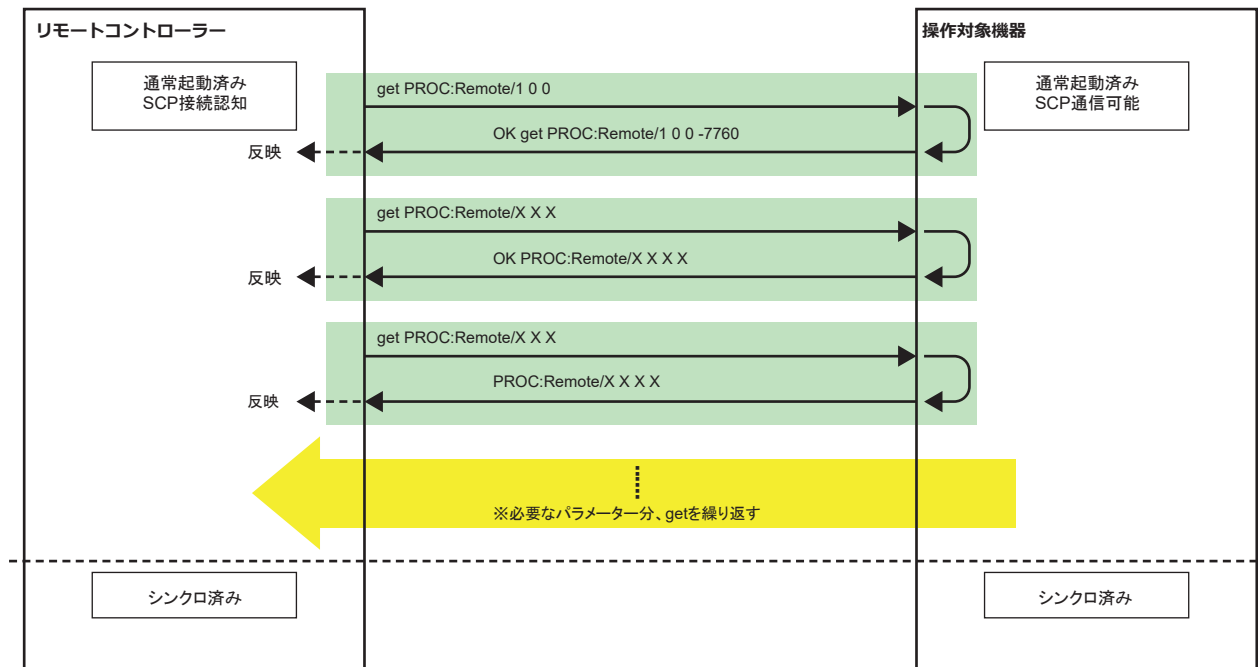 リモートコントローラー
操作対象機器
通常起動済み
SCP接続認知
通常起動済み
SCP通信可能
get PROC:Remote/1 0 0
OK get PROC:Remote/1 0 0 -7760
反映
get PROC:Remote/X X X
OK PROC:Remote/X X X X
反映
get PROC:Remote/X X X
PROC:Remote/X X X X
反映
※必要なパラメーター分、getを繰り返す
シンクロ済み
シンクロ済み